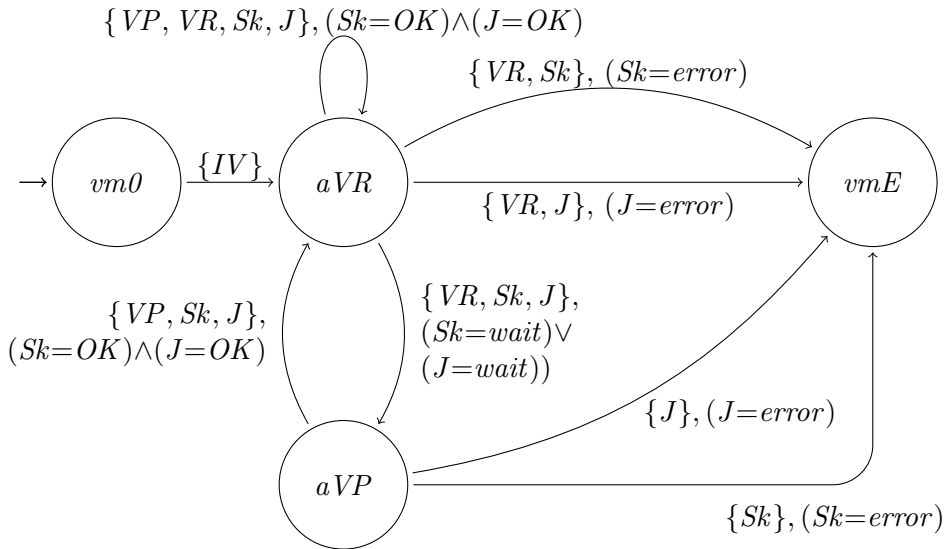 {VP, VR, Sk, J}, (Sk=OK)∧(J=OK)
{VR, Sk}, (Sk=error)
vm0
{IV}
aVR
{VR, J}, (J=error)
vmE
{VP, Sk, J},
(Sk=OK)∧(J=OK)
{VR, Sk, J},
(Sk=wait)∨
(J=wait))
aVP
{J}, (J=error)
{Sk}, (Sk=error)